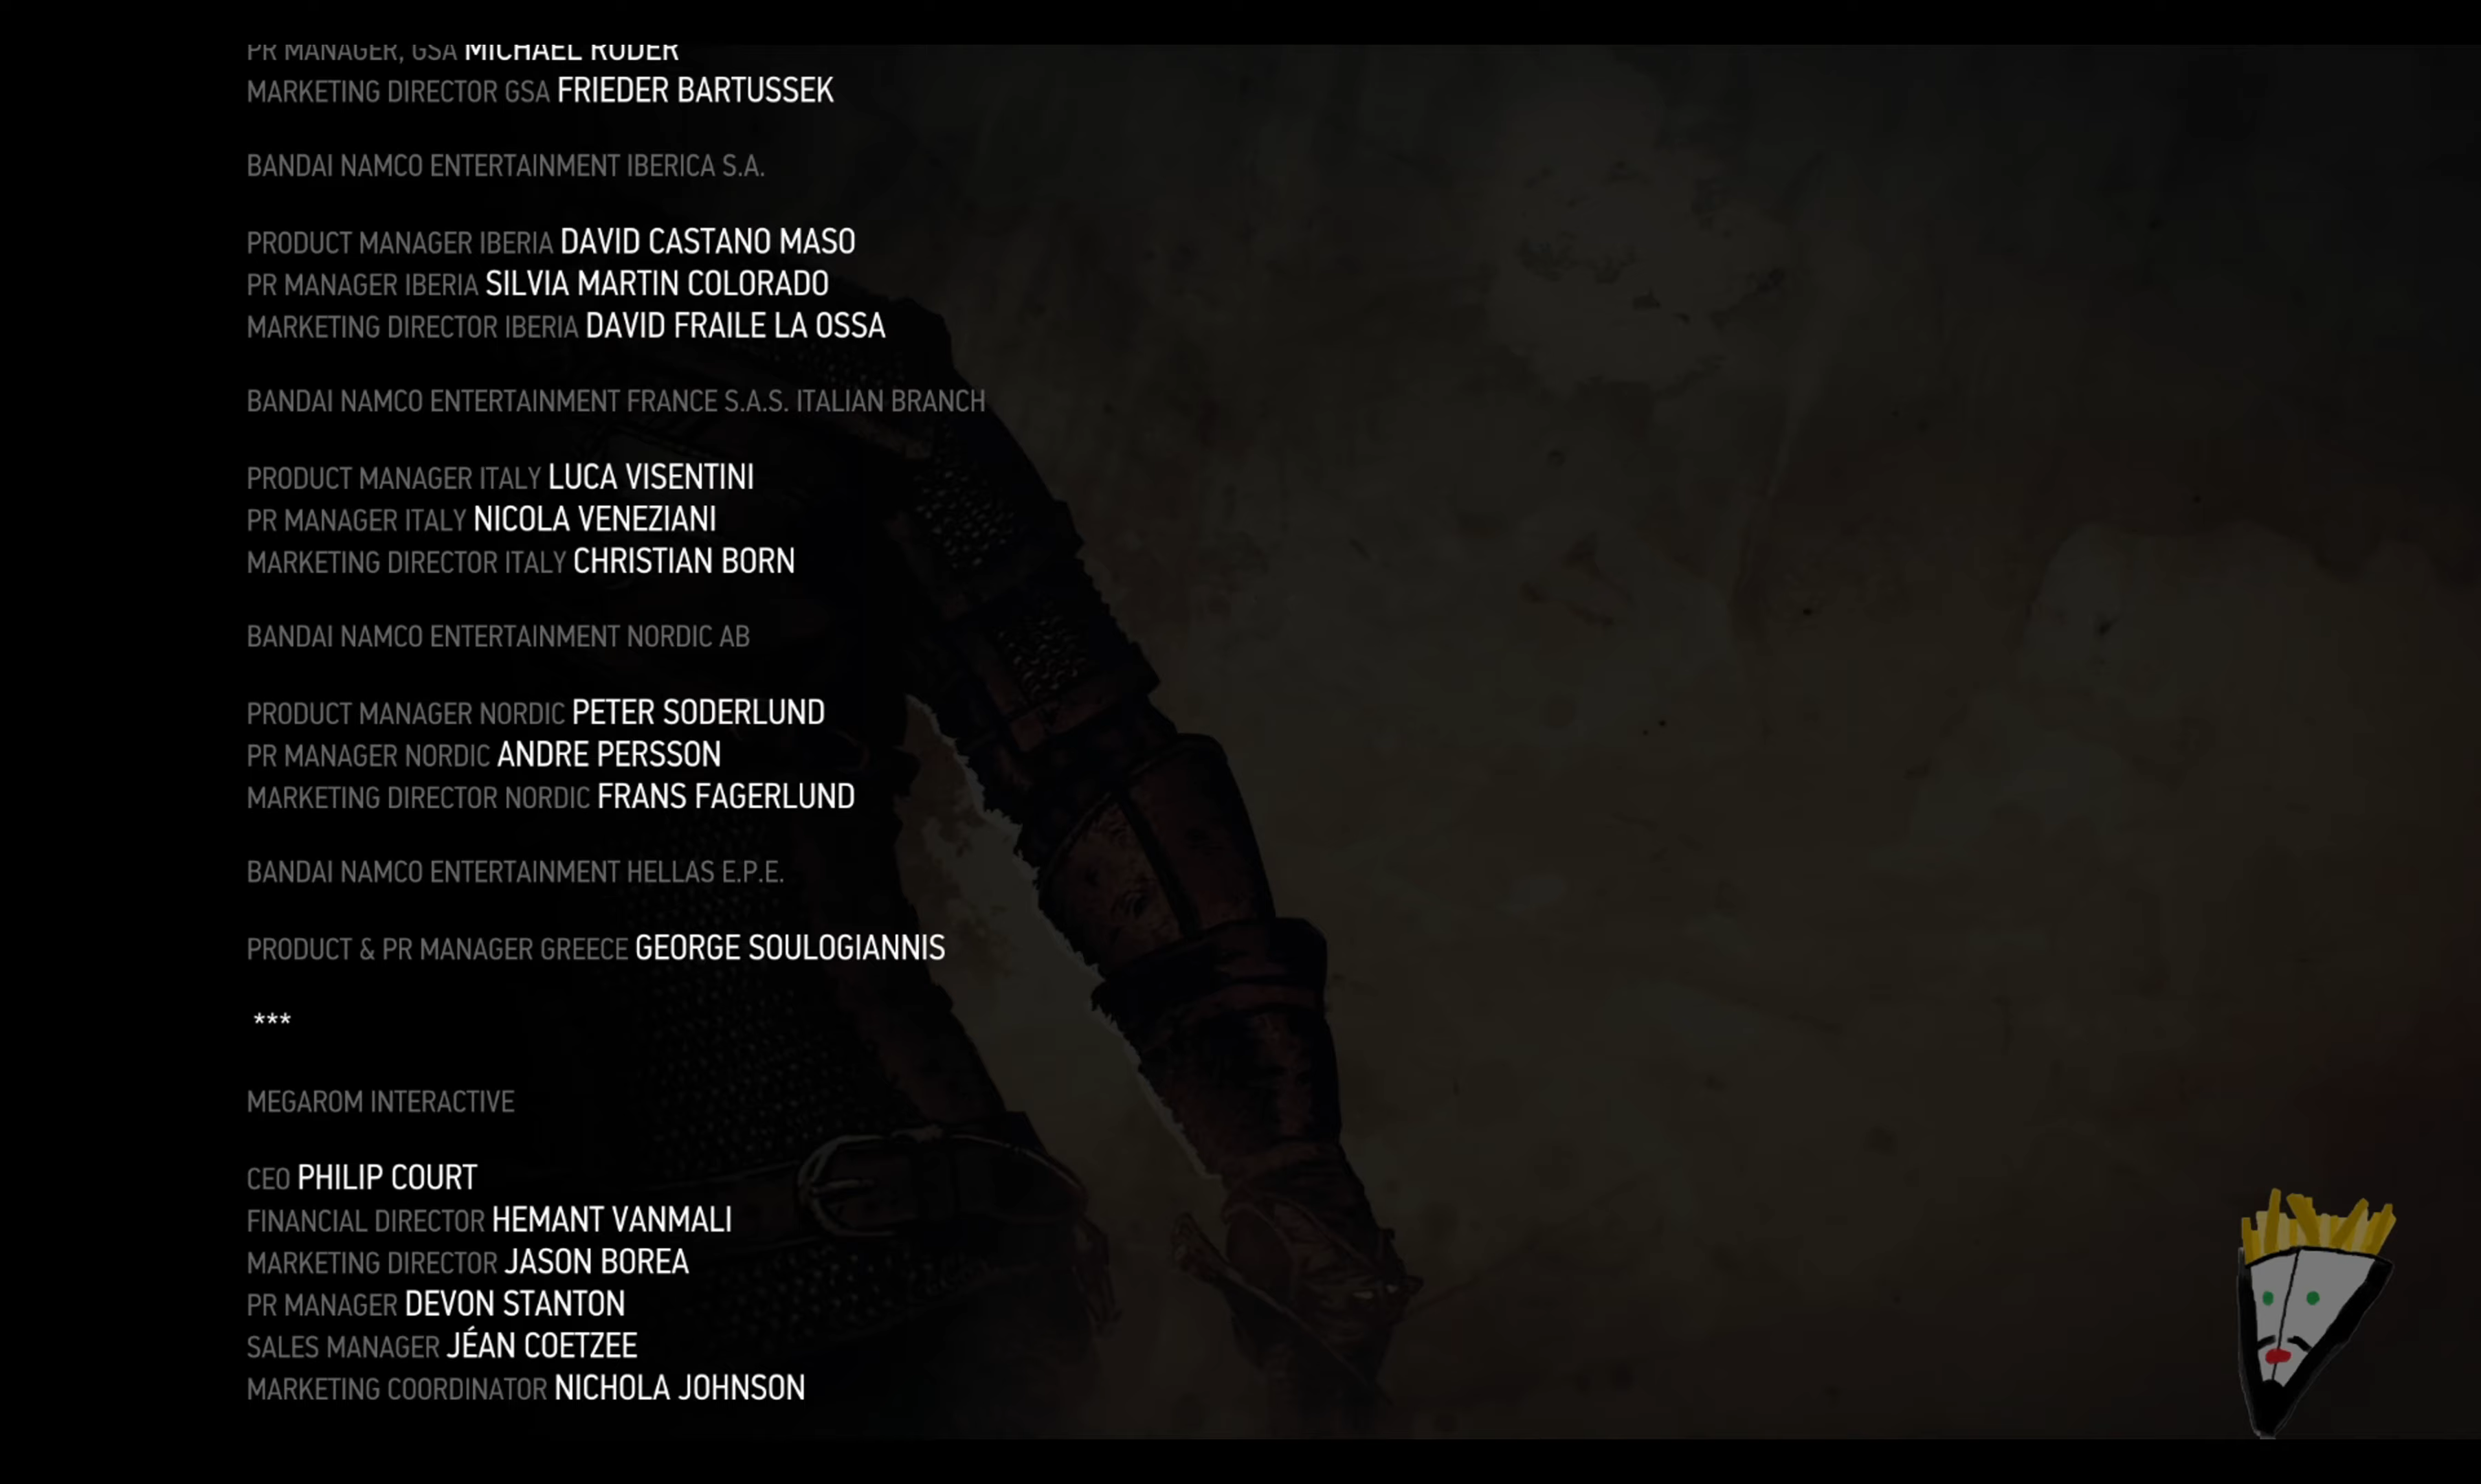 PR MANAGER, GSA MICHAEL RUDER
MARKETING DIRECTOR GSA FRIEDER BARTUSSEK
BANDAI NAMCO ENTERTAINMENT IBERICA S.A.
PRODUCT MANAGER IBERIA DAVID CASTANO MASO
PR MANAGER IBERIA SILVIA MARTIN COLORADO
MARKETING DIRECTOR IBERIA DAVID FRAILE LA OSSA
BANDAI NAMCO ENTERTAINMENT FRANCE S.A.S. ITALIAN BRANCH
PRODUCT MANAGER ITALY LUCA VISENTINI
PR MANAGER ITALY NICOLA VENEZIANI
MARKETING DIRECTOR ITALY CHRISTIAN BORN
BANDAI NAMCO ENTERTAINMENT NORDIC AB
PRODUCT MANAGER NORDIC PETER SODERLUND
PR MANAGER NORDIC ANDRE PERSSON
MARKETING DIRECTOR NORDIC FRANS FAGERLUND
BANDAI NAMCO ENTERTAINMENT HELLAS E.P.E.
PRODUCT & PR MANAGER GREECE GEORGE SOULOGIANNIS
***
MEGAROM INTERACTIVE
CEO PHILIP COURT
FINANCIAL DIRECTOR HEMANT VANMALI
MARKETING DIRECTOR JASON BOREA
PR MANAGER DEVON STANTON
SALES MANAGER JÉAN COETZEE
MARKETING COORDINATOR NICHOLA JOHNSON